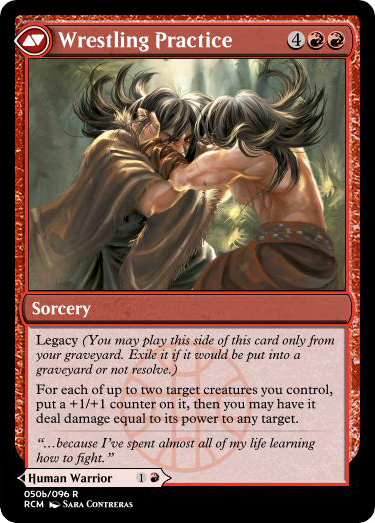 Wrestling Practice 4
Sorcery
Legacy (You may play this side of this card only from
your graveyard. Exile it if it would be put into a
graveyard or not resolve.)
For each of up to two target creatures you control,
put a +1/+1 counter on it, then you may have it
deal damage equal to its power to any target.
“…because I’ve spent almost all of my life learning
how to fight.”
Human Warrior 1
050b/096 R
RCM Sara Contreras